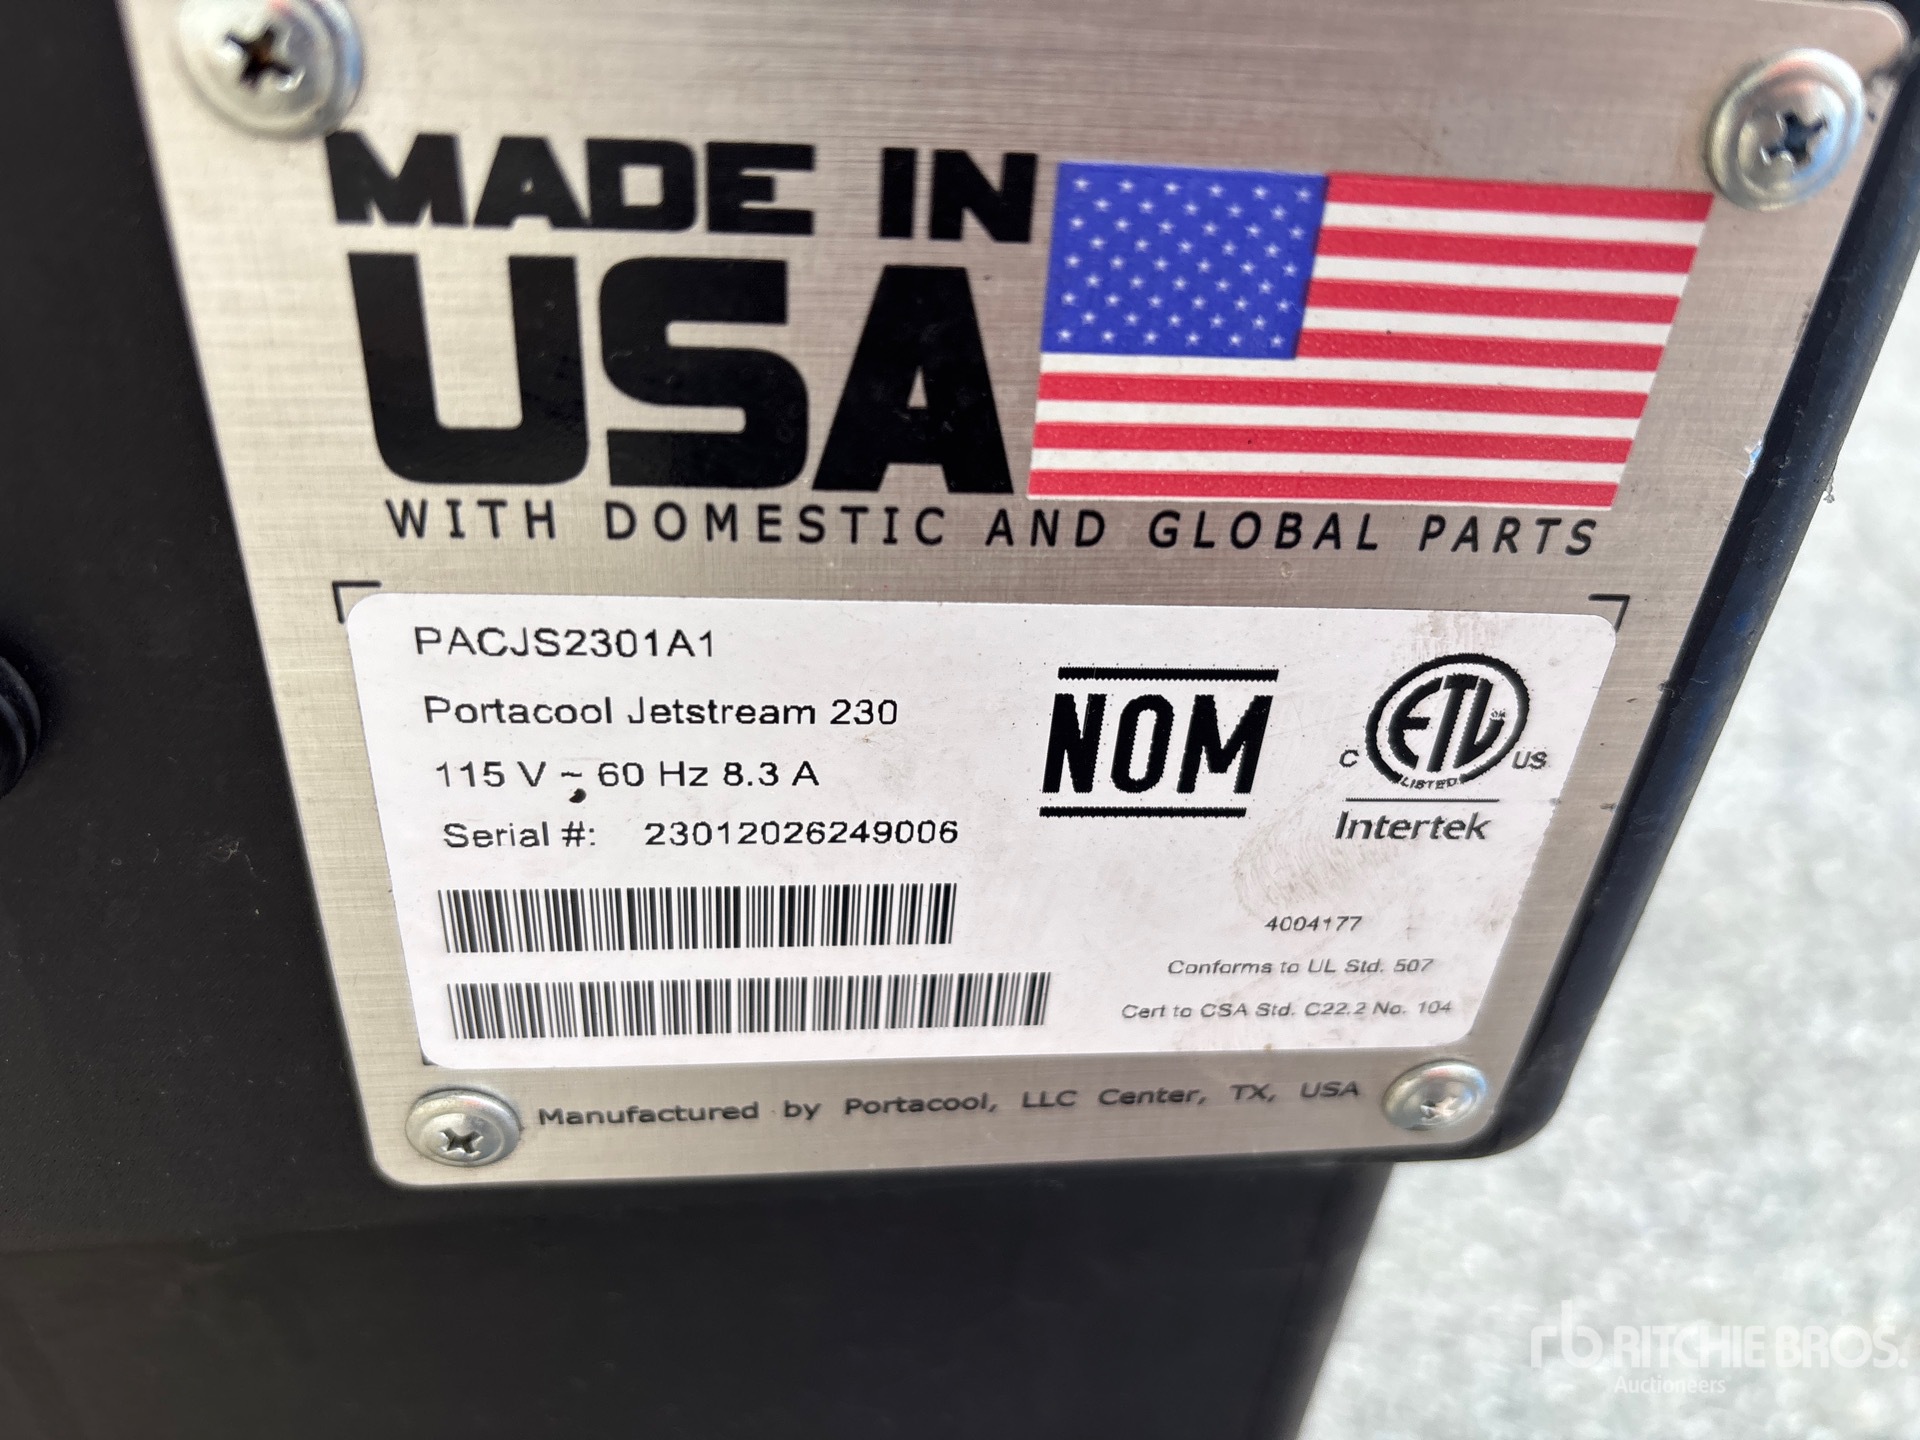 MADE IN
USA
WITH DOMESTIC AND GLOBAL PARTS
PACJS2301A1
Portacool Jetstream 230
115 V ~ 60 Hz 8.3 A
Serial #: 23012026249006
NOM
ETL
LISTED
C US
Intertek
4004177
Conforms to UL Std. 507
Cert to CSA Std. C22.2 No. 104
Manufactured by Portacool, LLC Center, TX, USA
rb RITCHIE BROS.
Auctioneers